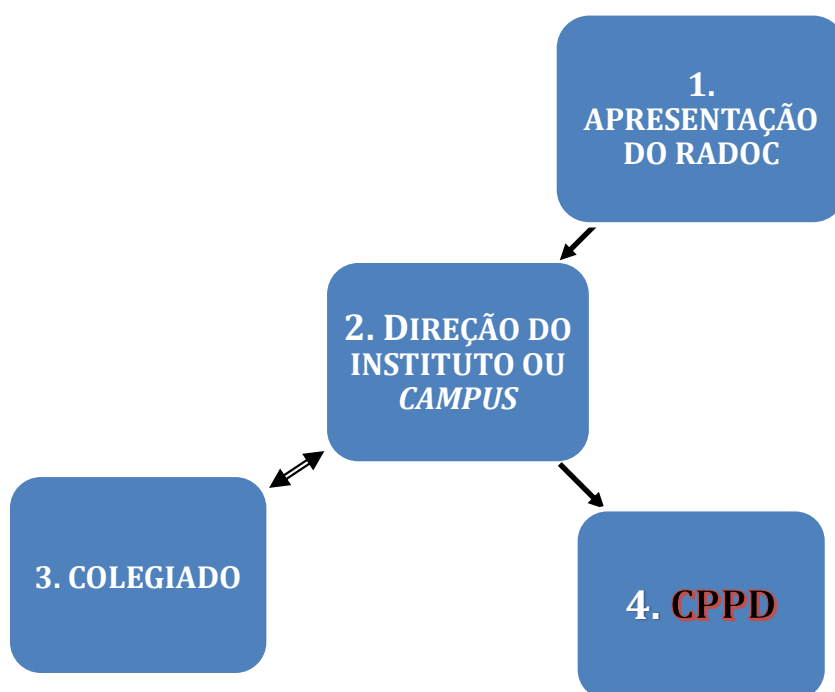 1.
APRESENTAÇÃO
DO RADOC
2. DIREÇÃO DO
INSTITUTO OU
CAMPUS
3. COLEGIADO
4. CPPD